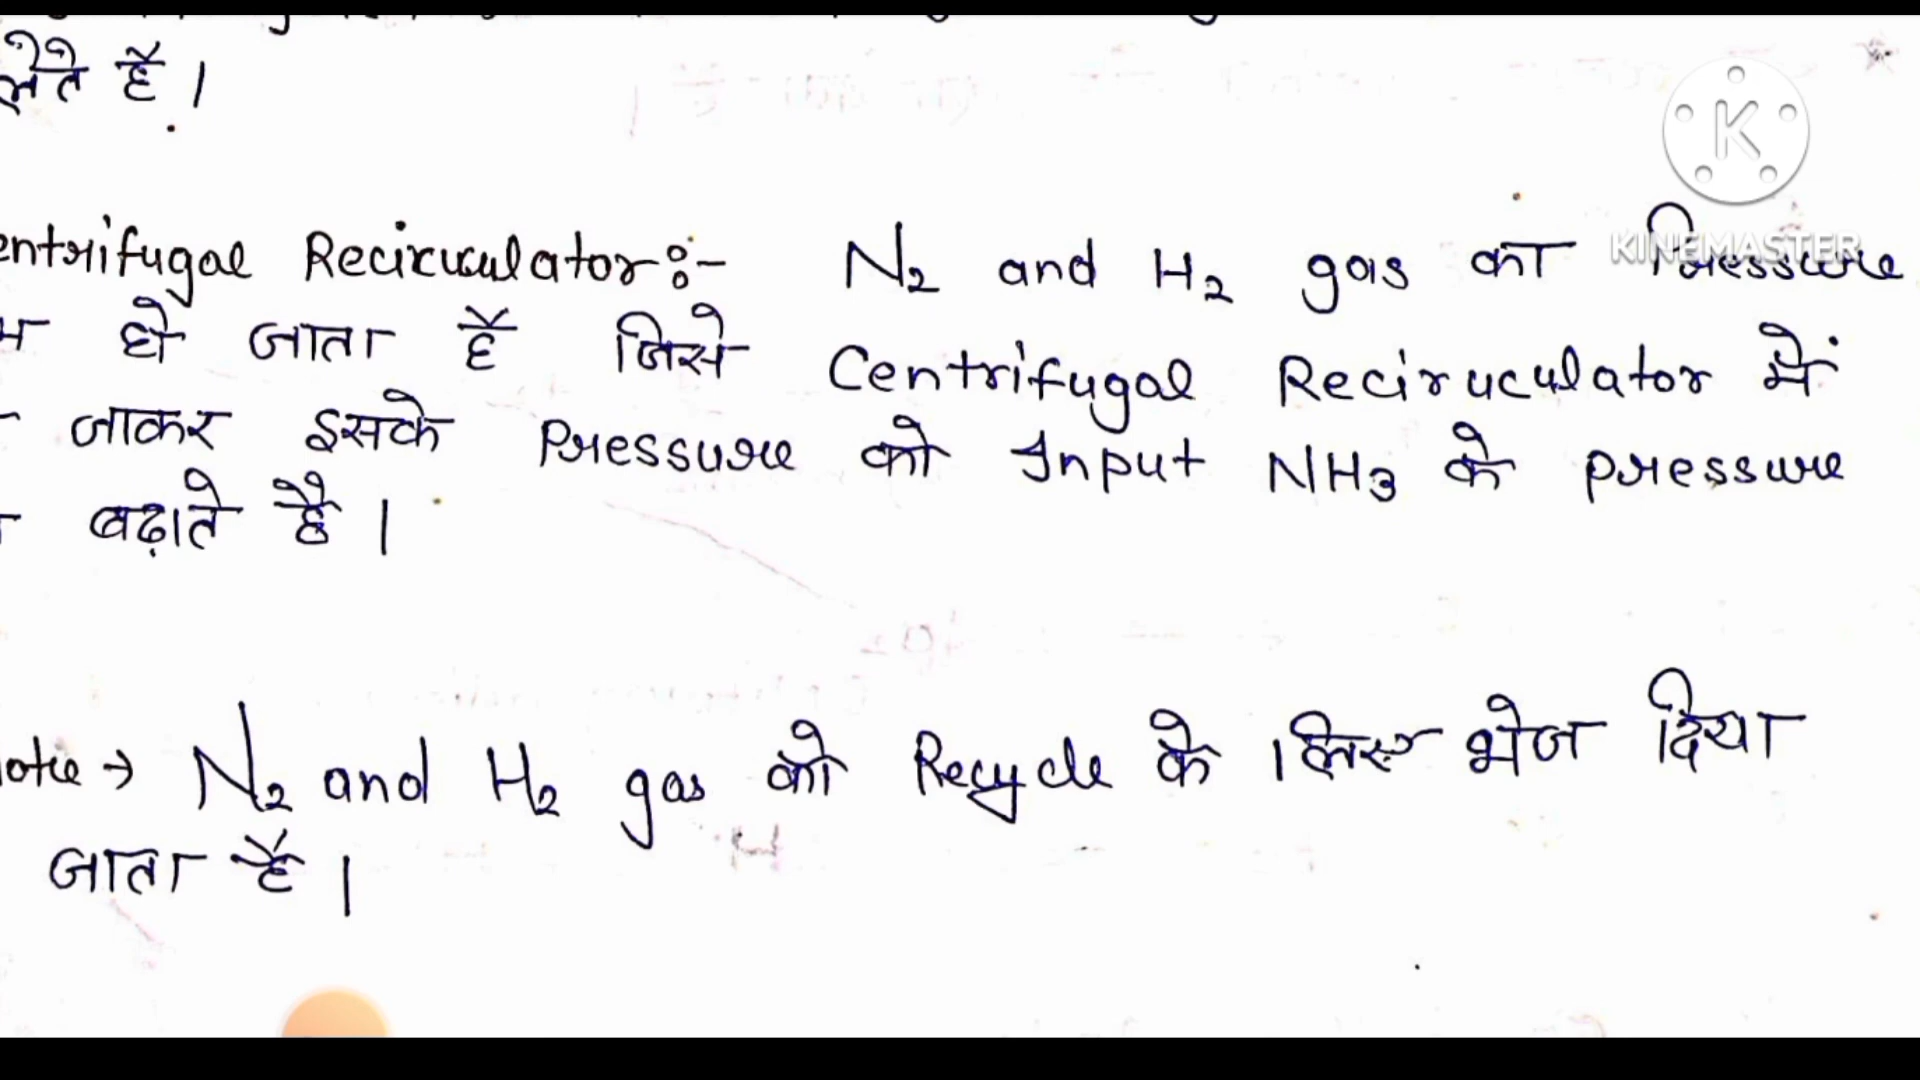 लेते हैं।
KINEMASTER
entrifugal Recirculator:- N₂ and H₂ gas का Pressure
म हो जाता है जिसे Centrifugal Reciruculator में
जाकर इसके Pressure को Input NH₃ के pressure
बढ़ाते है।
ote → N₂ and H₂ gas को Recycle के लिए भेज दिया
जाता है।